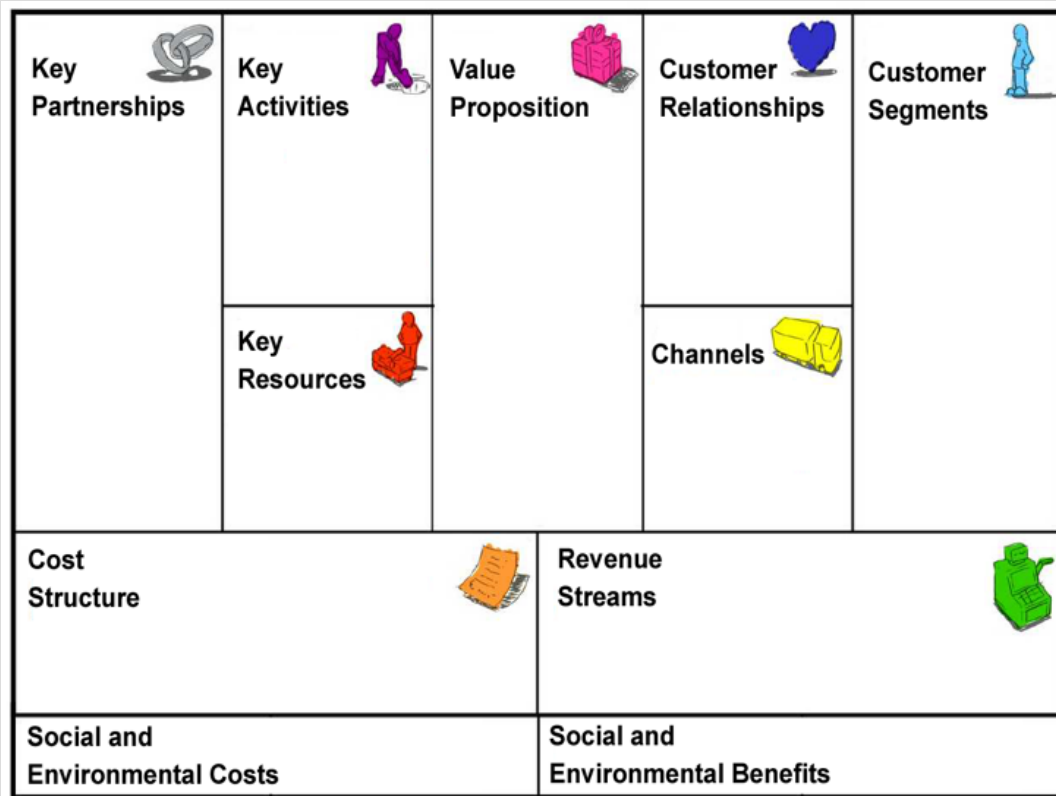 Key
Partnerships
Key
Activities
Key
Resources
Value
Proposition
Customer
Relationships
Channels
Customer
Segments
Cost
Structure
Revenue
Streams
Social and
Environmental Costs
Social and
Environmental Benefits